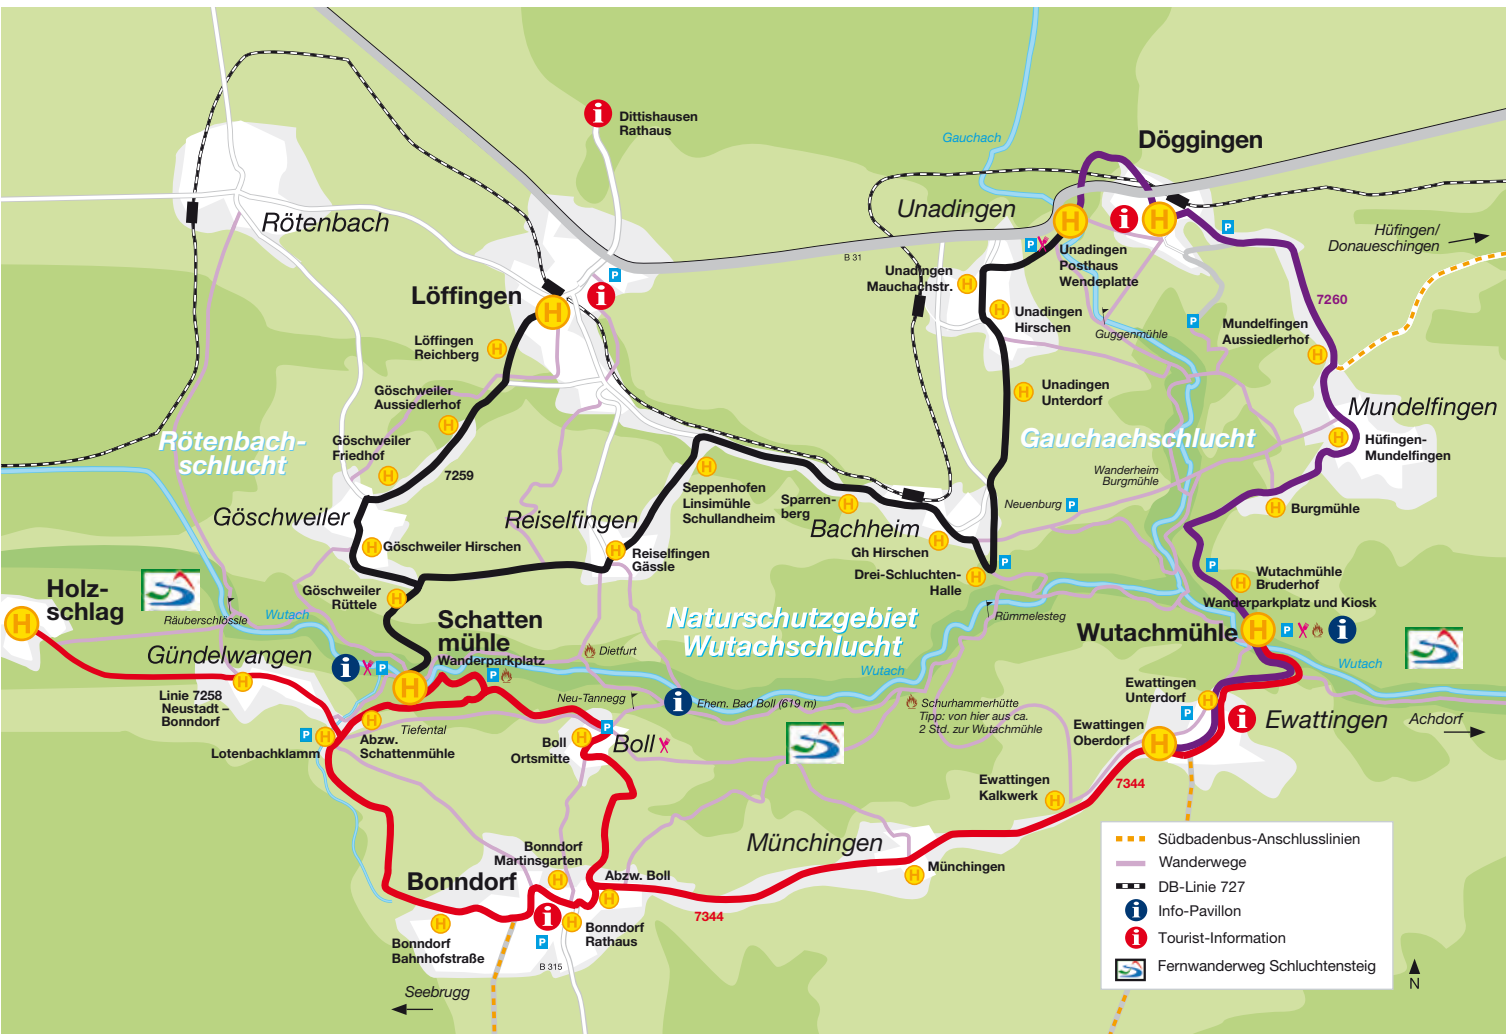 Dittishausen
Rathaus
Gauchach
Döggingen
Rötenbach
Unadingen
Hüfingen/
Donaueschingen
P
H
i
B 31
Unadingen
Posthaus
Wendeplatte
Unadingen
Mauchachstr.
Löffingen
Unadingen
Hirschen
7260
Guggenmühle
Mundelfingen
Aussiedlerhof
Löffingen
Reichberg
Göschweiler
Aussiedlerhof
Unadingen
Unterdorf
Mundelfingen
Rötenbach-
schlucht
Göschweiler
Friedhof
Gauchachschlucht
Hüfingen-
Mundelfingen
7259
Seppenhofen
Linsimühle
Schullandheim
Sparren-
berg
Wanderheim
Burgmühle
Neuenburg
Burgmühle
Göschweiler
Reiselfingen
Bachheim
Göschweiler Hirschen
Reiselfingen
Gässle
Gh Hirschen
Drei-Schluchten-
Halle
Wutachmühle
Bruderhof
Holz-
schlag
Göschweiler
Rüttele
Räuberschlössle
Wutach
Schatten
mühle
Wanderparkplatz
Naturschutzgebiet
Wutachschlucht
Rümmelesteg
Wanderparkplatz und Kiosk
Wutachmühle
Gündelwangen
Dietfurt
Wutach
Wutach
Linie 7258
Neustadt –
Bonndorf
Neu-Tannegg
Ehem. Bad Boll (619 m)
Schurhammerhütte
Tipp: von hier aus ca.
2 Std. zur Wutachmühle
Ewattingen
Unterdorf
Ewattingen
Achdorf
Lotenbachklamm
Abzw.
Schattenmühle
Tiefental
Boll
Ortsmitte
Boll
Ewattingen
Oberdorf
Ewattingen
Kalkwerk
7344
Münchingen
Münchingen
Bonndorf
Martinsgarten
Bonndorf
Abzw. Boll
7344
Bonndorf
Rathaus
Bonndorf
Bahnhofstraße
B 315
Seebrugg
Südbadenbus-Anschlusslinien
Wanderwege
DB-Linie 727
Info-Pavillon
Tourist-Information
Fernwanderweg Schluchtensteig
N